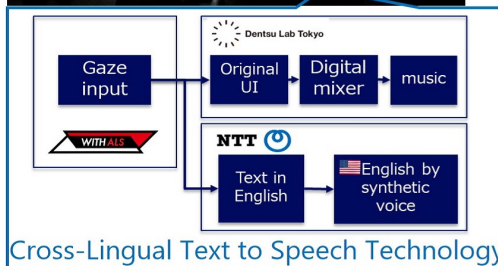 Dentsu Lab Tokyo
Gaze
input
Original
UI
Digital
mixer
music
WITH ALS
NTT
Text in
English
English by
synthetic
voice
Cross-Lingual Text to Speech Technology